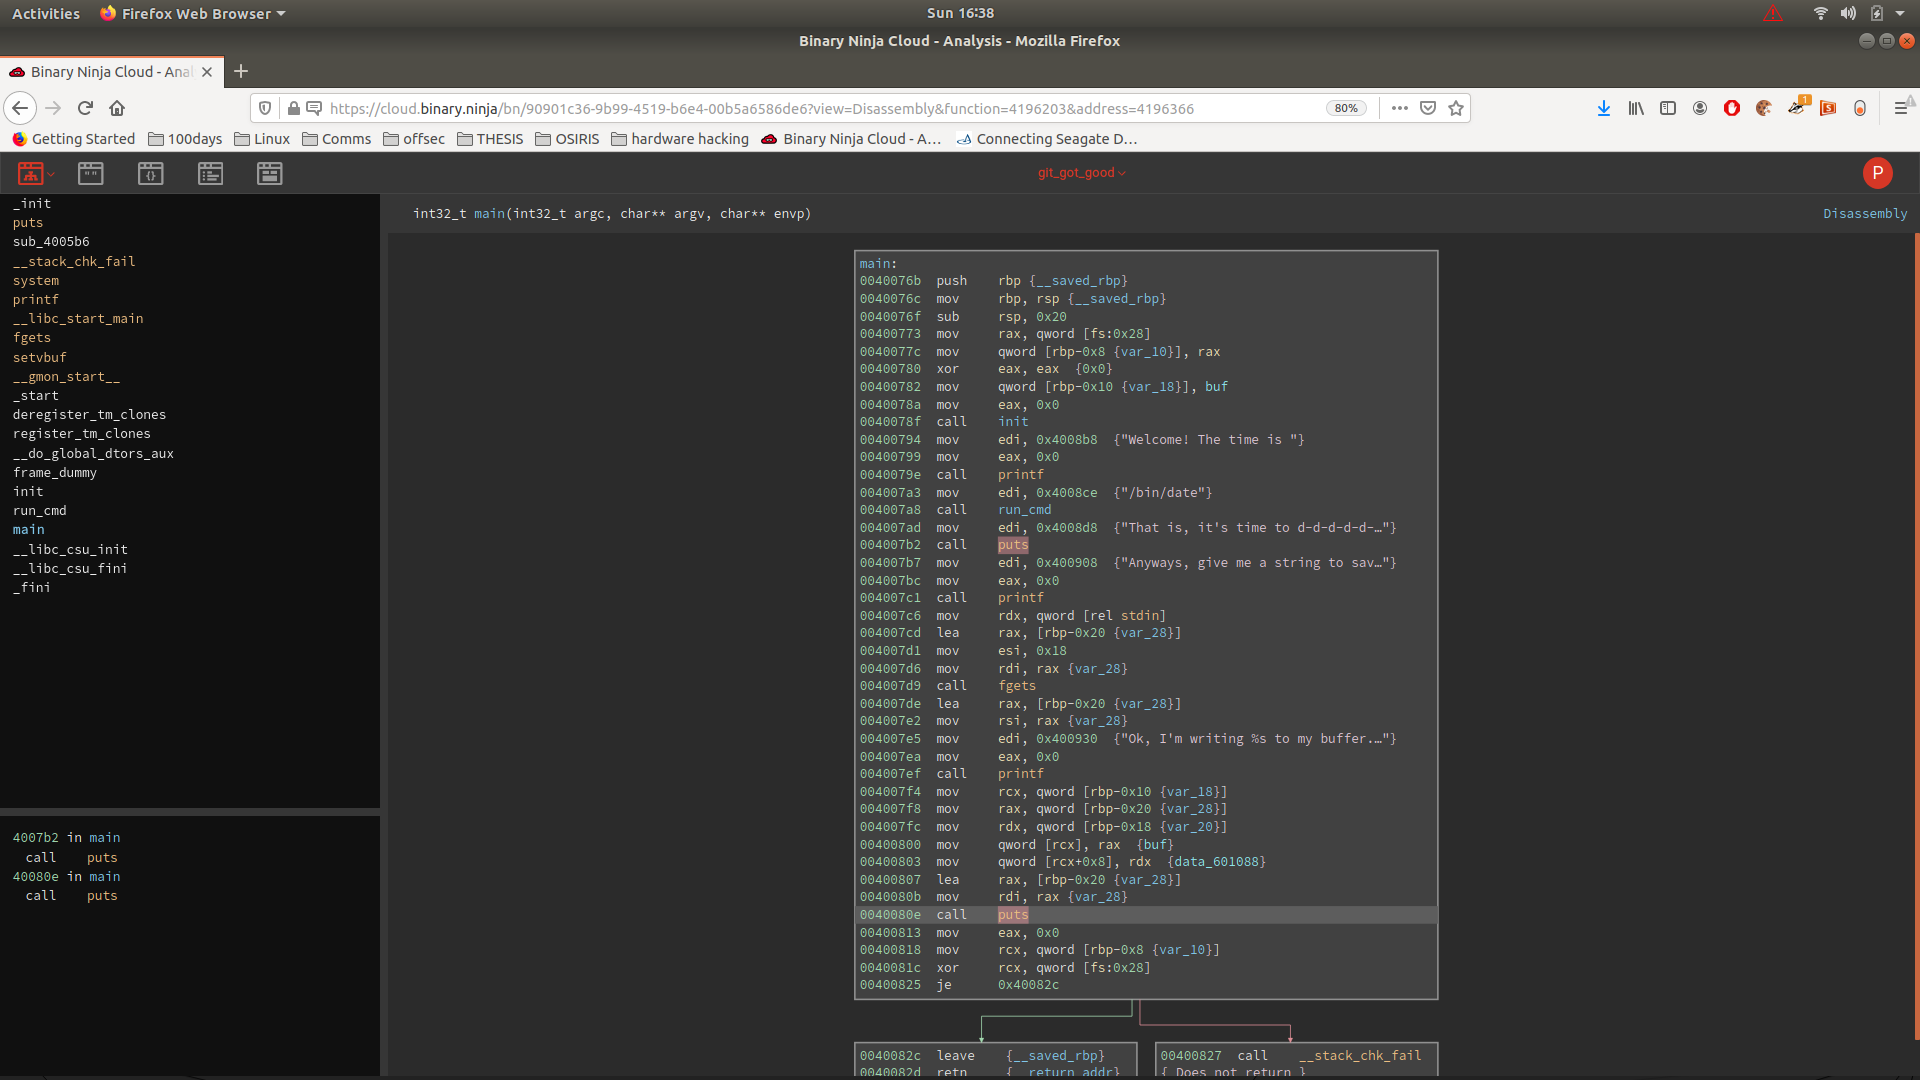 Activities Firefox Web Browser Sun 16:38
Binary Ninja Cloud - Analysis - Mozilla Firefox
Binary Ninja Cloud - Anal
https://cloud.binary.ninja/bn/90901c36-9b99-4519-b6e4-00b5a6586de6?view=Disassembly&function=4196203&address=4196366 80% 1
Getting Started 100days Linux Comms offsec THESIS OSIRIS hardware hacking Binary Ninja Cloud - A… Connecting Seagate D…
git_got_good P
_init
puts
sub_4005b6
__stack_chk_fail
system
printf
__libc_start_main
fgets
setvbuf
__gmon_start__
_start
deregister_tm_clones
register_tm_clones
__do_global_dtors_aux
frame_dummy
init
run_cmd
main
__libc_csu_init
__libc_csu_fini
_fini
4007b2 in main
call puts
40080e in main
call puts
int32_t main(int32_t argc, char** argv, char** envp) Disassembly
main:
0040076b push rbp {__saved_rbp}
0040076c mov rbp, rsp {__saved_rbp}
0040076f sub rsp, 0x20
00400773 mov rax, qword [fs:0x28]
0040077c mov qword [rbp-0x8 {var_10}], rax
00400780 xor eax, eax {0x0}
00400782 mov qword [rbp-0x10 {var_18}], buf
0040078a mov eax, 0x0
0040078f call init
00400794 mov edi, 0x4008b8 {"Welcome! The time is "}
00400799 mov eax, 0x0
0040079e call printf
004007a3 mov edi, 0x4008ce {"/bin/date"}
004007a8 call run_cmd
004007ad mov edi, 0x4008d8 {"That is, it's time to d-d-d-d-d-…"}
004007b2 call puts
004007b7 mov edi, 0x400908 {"Anyways, give me a string to sav…"}
004007bc mov eax, 0x0
004007c1 call printf
004007c6 mov rdx, qword [rel stdin]
004007cd lea rax, [rbp-0x20 {var_28}]
004007d1 mov esi, 0x18
004007d6 mov rdi, rax {var_28}
004007d9 call fgets
004007de lea rax, [rbp-0x20 {var_28}]
004007e2 mov rsi, rax {var_28}
004007e5 mov edi, 0x400930 {"Ok, I'm writing %s to my buffer.…"}
004007ea mov eax, 0x0
004007ef call printf
004007f4 mov rcx, qword [rbp-0x10 {var_18}]
004007f8 mov rax, qword [rbp-0x20 {var_28}]
004007fc mov rdx, qword [rbp-0x18 {var_20}]
00400800 mov qword [rcx], rax {buf}
00400803 mov qword [rcx+0x8], rdx {data_601088}
00400807 lea rax, [rbp-0x20 {var_28}]
0040080b mov rdi, rax {var_28}
0040080e call puts
00400813 mov eax, 0x0
00400818 mov rcx, qword [rbp-0x8 {var_10}]
0040081c xor rcx, qword [fs:0x28]
00400825 je 0x40082c
0040082c leave {__saved_rbp}
0040082d retn {__return_addr}
00400827 call __stack_chk_fail
{ Does not return }